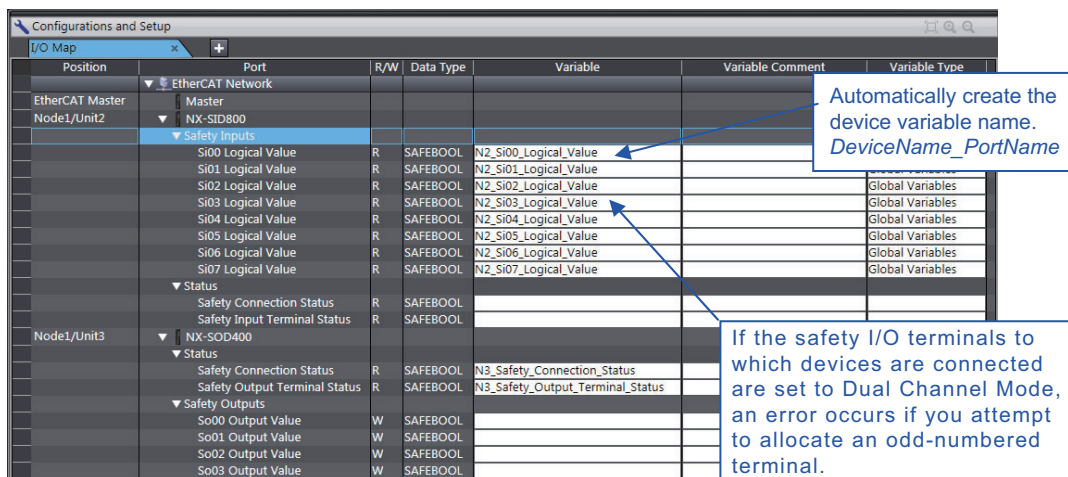 Configurations and Setup
I/O Map × +
Position Port R/W Data Type Variable Variable Comment Variable Type
▼ EtherCAT Network
EtherCAT Master Master
Node1/Unit2 ▼ NX-SID800
▼ Safety Inputs
Si00 Logical Value R SAFEBOOL N2_Si00_Logical_Value
Si01 Logical Value R SAFEBOOL N2_Si01_Logical_Value
Si02 Logical Value R SAFEBOOL N2_Si02_Logical_Value Global Variables
Si03 Logical Value R SAFEBOOL N2_Si03_Logical_Value Global Variables
Si04 Logical Value R SAFEBOOL N2_Si04_Logical_Value Global Variables
Si05 Logical Value R SAFEBOOL N2_Si05_Logical_Value Global Variables
Si06 Logical Value R SAFEBOOL N2_Si06_Logical_Value Global Variables
Si07 Logical Value R SAFEBOOL N2_Si07_Logical_Value Global Variables
▼ Status
Safety Connection Status R SAFEBOOL
Safety Input Terminal Status R SAFEBOOL
Node1/Unit3 ▼ NX-SOD400
▼ Status
Safety Connection Status R SAFEBOOL N3_Safety_Connection_Status
Safety Output Terminal Status R SAFEBOOL N3_Safety_Output_Terminal_Status
▼ Safety Outputs
So00 Output Value W SAFEBOOL
So01 Output Value W SAFEBOOL
So02 Output Value W SAFEBOOL
So03 Output Value W SAFEBOOL
Automatically create the
device variable name.
DeviceName_PortName
If the safety I/O terminals to
which devices are connected
are set to Dual Channel Mode,
an error occurs if you attempt
to allocate an odd-numbered
terminal.